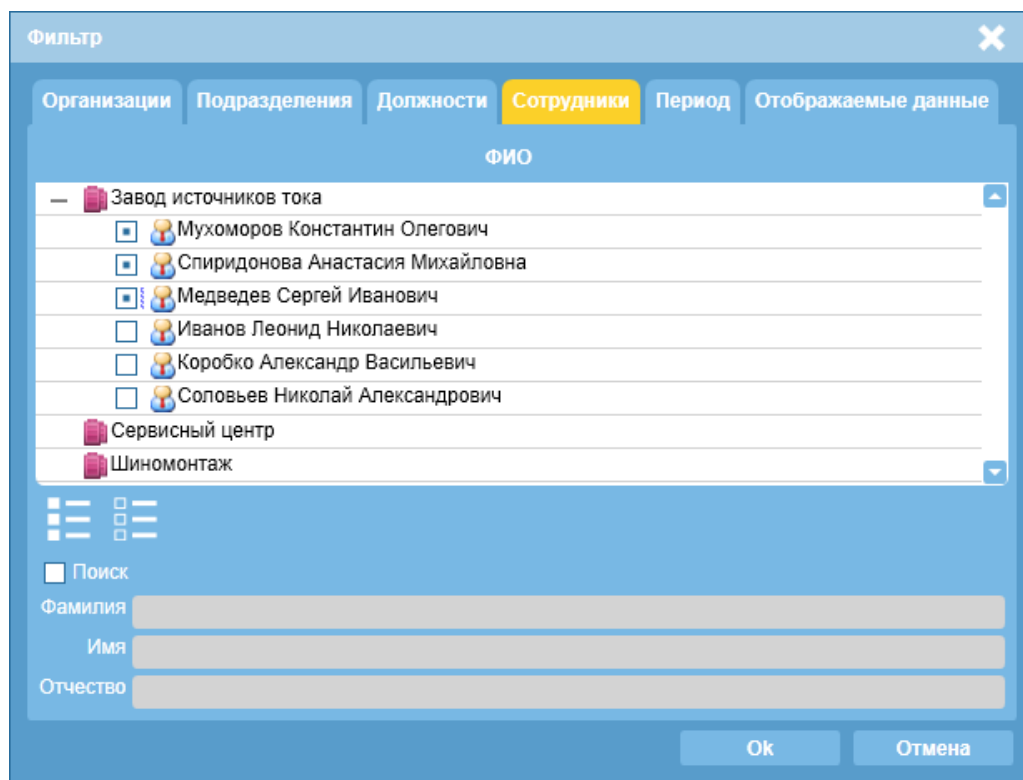 Фильтр
Организации Подразделения Должности Сотрудники Период Отображаемые данные
ФИО
Завод источников тока
Мухоморов Константин Олегович
Спиридонова Анастасия Михайловна
Медведев Сергей Иванович
Иванов Леонид Николаевич
Коробко Александр Васильевич
Соловьев Николай Александрович
Сервисный центр
Шиномонтаж
Поиск
Фамилия
Имя
Отчество
Ok Отмена